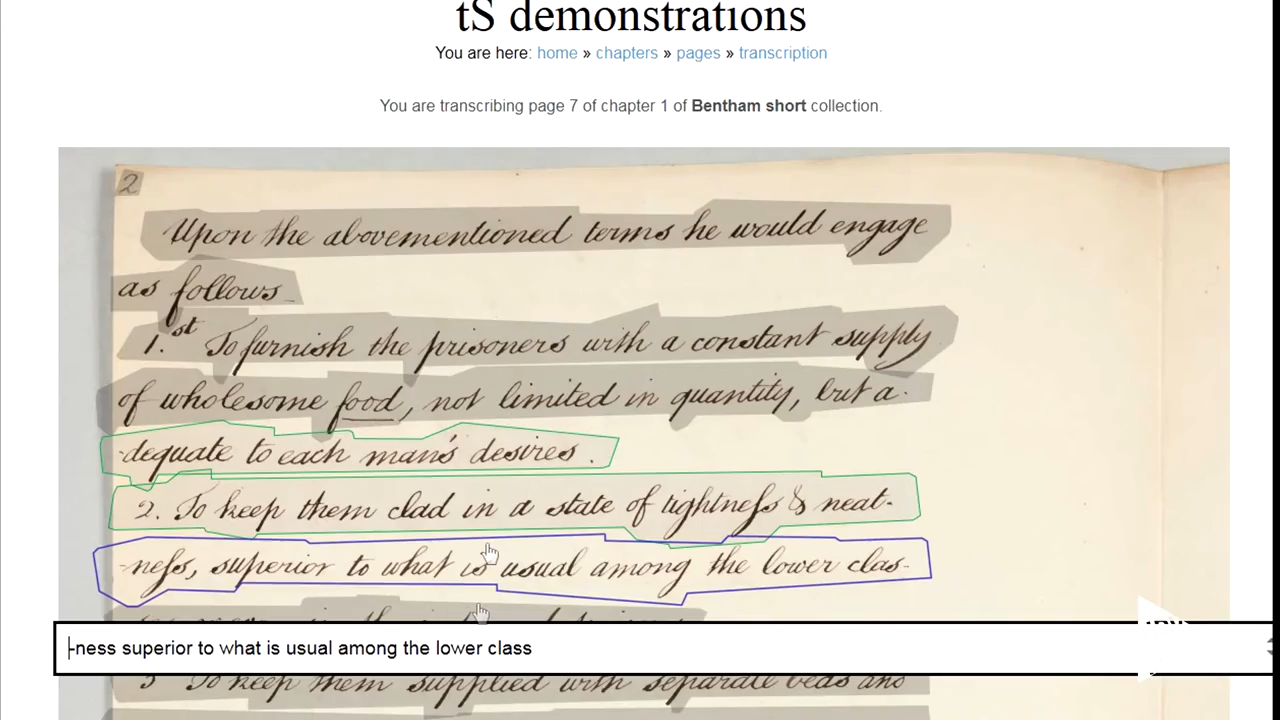 tS demonstrations
You are here: home » chapters » pages » transcription
You are transcribing page 7 of chapter 1 of Bentham short collection.
2
Upon the abovementioned terms he would engage
as follows
1.st To furnish the prisoners with a constant supply
of wholesome food, not limited in quantity, but a-
-dequate to each man's desires.
2. To keep them clad in a state of tightneſs & neat-
-neſs, superior to what is usual among the lower clas-
-ness superior to what is usual among the lower class
3 To keep them supplied with separate beds and